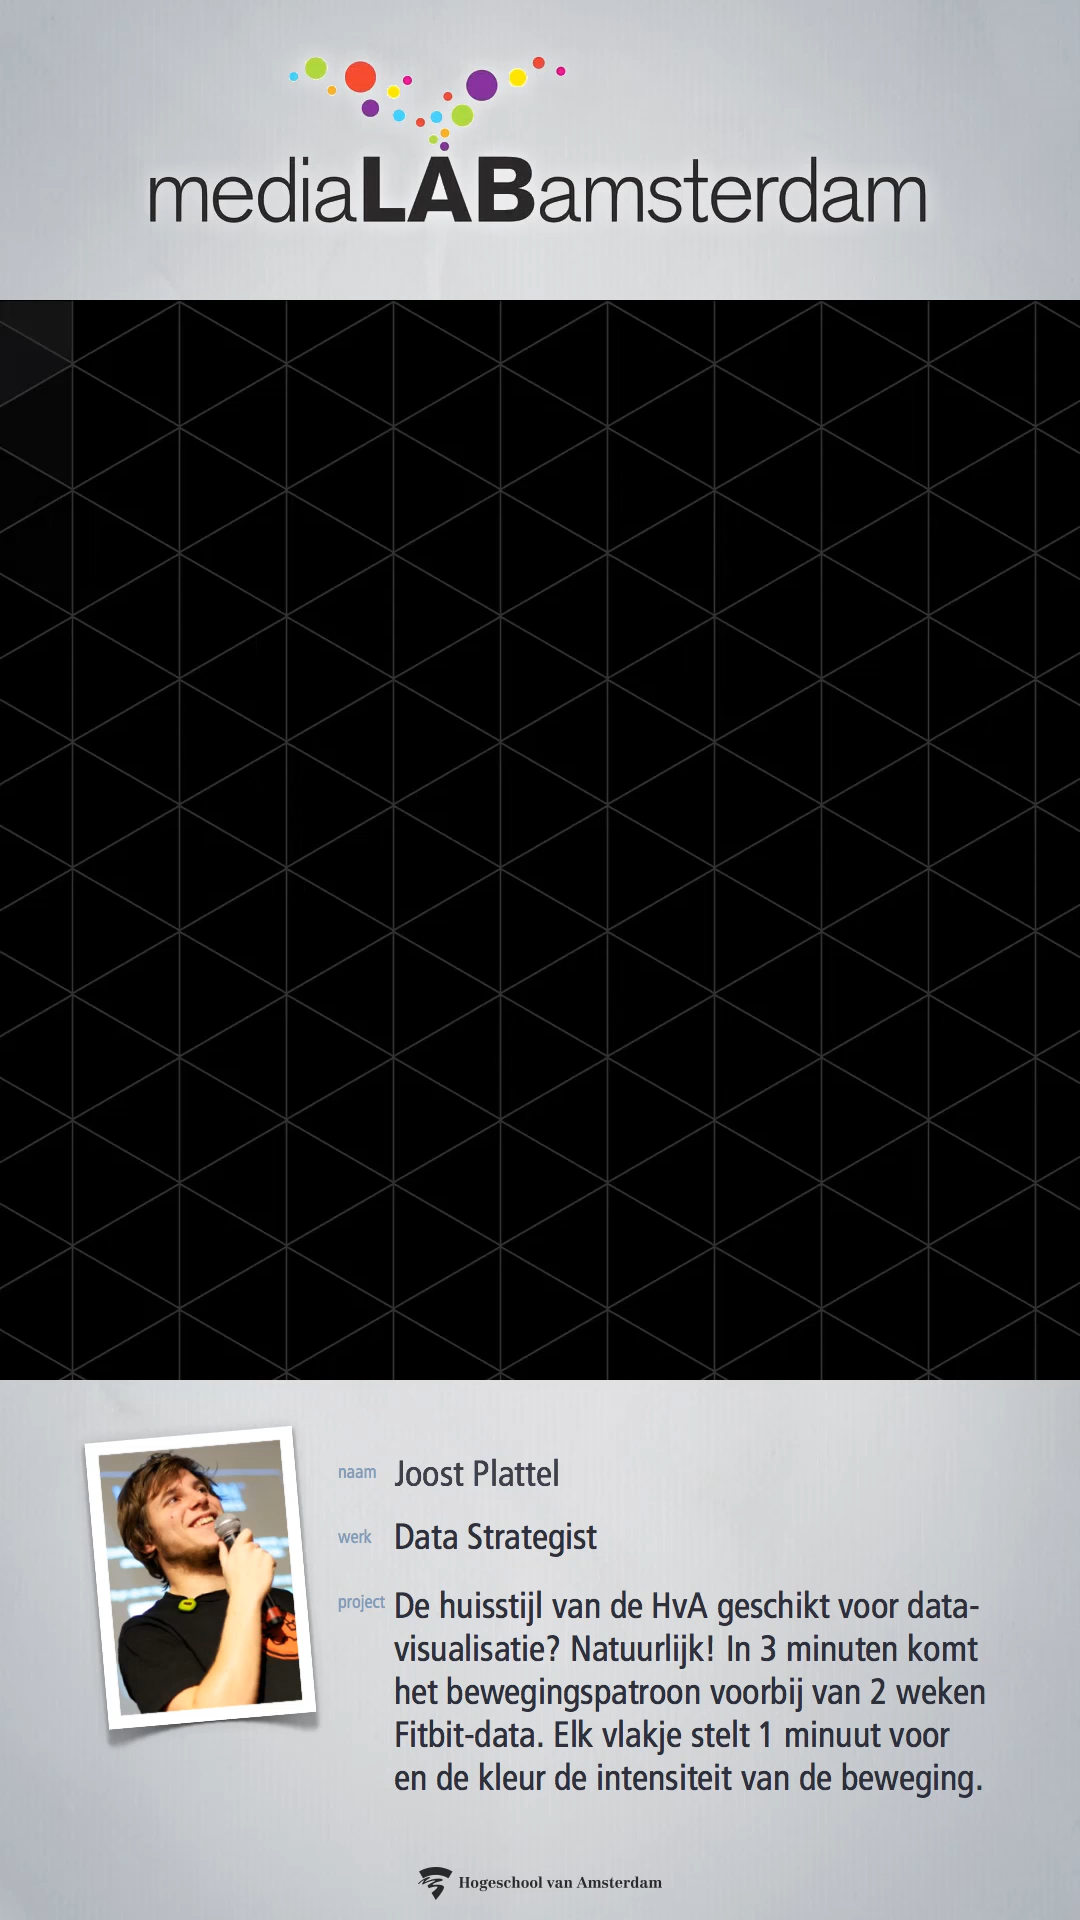 mediaLABamsterdam
naam Joost Plattel
werk Data Strategist
project De huisstijl van de HvA geschikt voor data-
visualisatie? Natuurlijk! In 3 minuten komt
het bewegingspatroon voorbij van 2 weken
Fitbit-data. Elk vlakje stelt 1 minuut voor
en de kleur de intensiteit van de beweging.
Hogeschool van Amsterdam